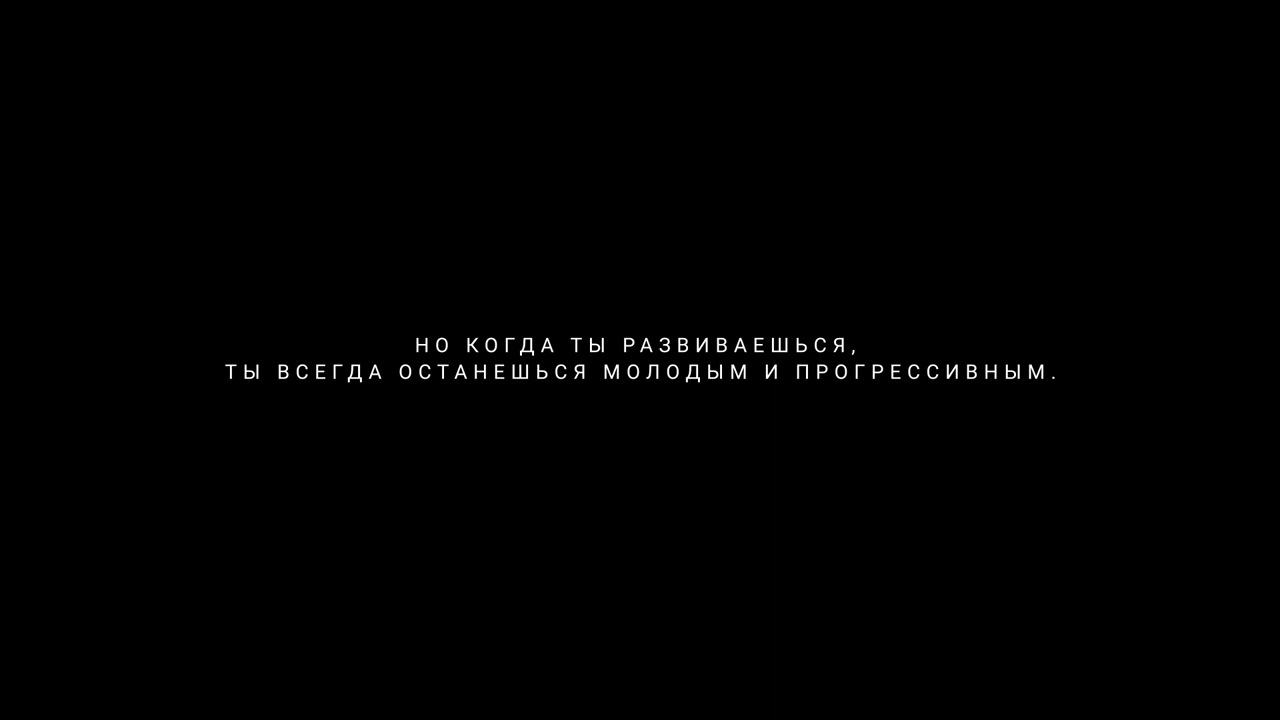 НО КОГДА ТЫ РАЗВИВАЕШЬСЯ,
ТЫ ВСЕГДА ОСТАНЕШЬСЯ МОЛОДЫМ И ПРОГРЕССИВНЫМ.